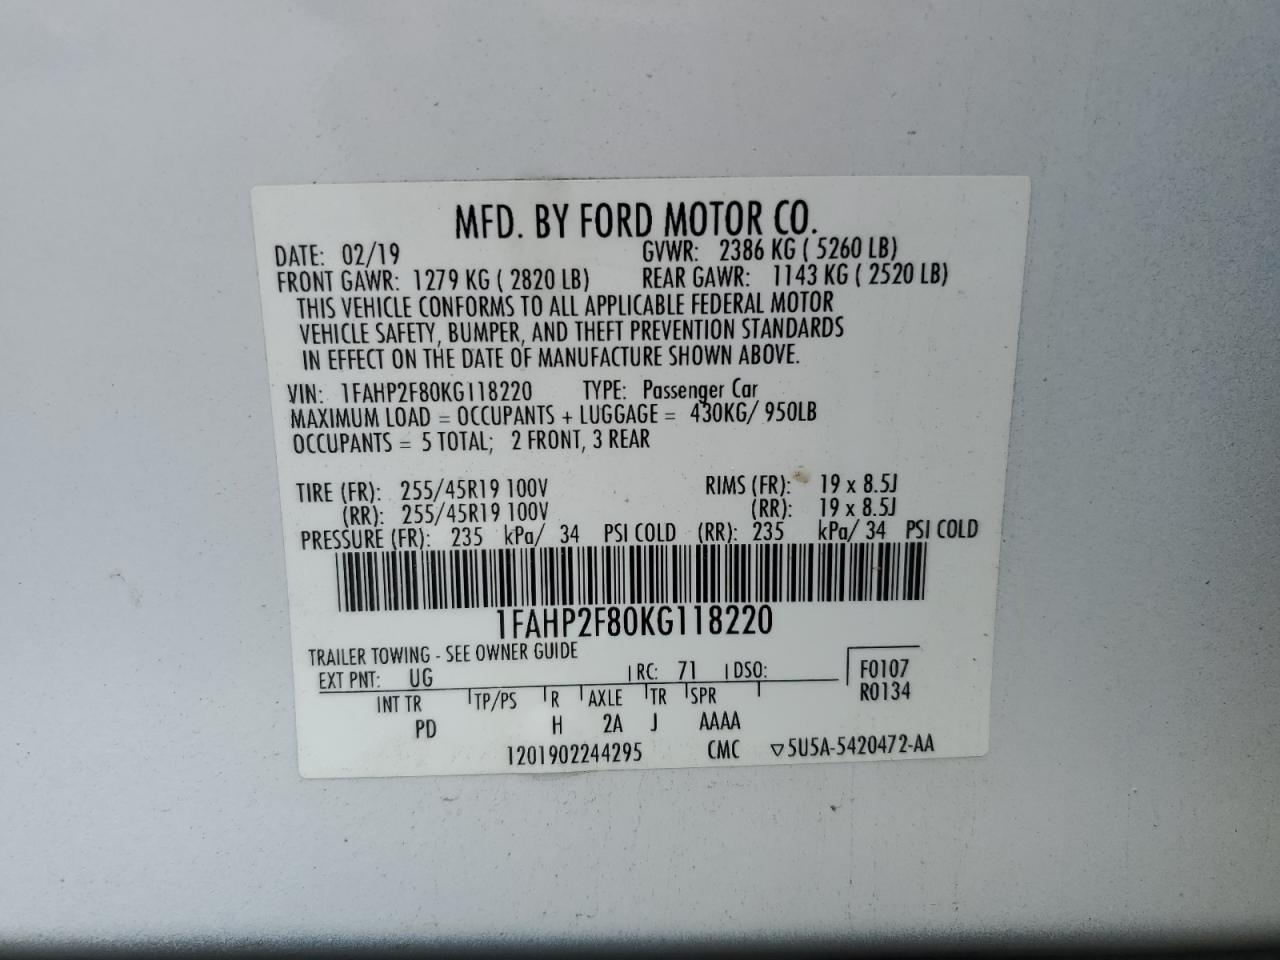 MFD. BY FORD MOTOR CO.
DATE: 02/19 GVWR: 2386 KG ( 5260 LB)
FRONT GAWR: 1279 KG ( 2820 LB) REAR GAWR: 1143 KG ( 2520 LB)
THIS VEHICLE CONFORMS TO ALL APPLICABLE FEDERAL MOTOR
VEHICLE SAFETY, BUMPER, AND THEFT PREVENTION STANDARDS
IN EFFECT ON THE DATE OF MANUFACTURE SHOWN ABOVE.
VIN: 1FAHP2F80KG118220 TYPE: Passenger Car
MAXIMUM LOAD = OCCUPANTS + LUGGAGE = 430KG/ 950LB
OCCUPANTS = 5 TOTAL; 2 FRONT, 3 REAR
TIRE (FR): 255/45R19 100V RIMS (FR): 19 x 8.5J
(RR): 255/45R19 100V (RR): 19 x 8.5J
PRESSURE (FR): 235 kPa/ 34 PSI COLD (RR): 235 kPa/ 34 PSI COLD
1FAHP2F80KG118220
TRAILER TOWING - SEE OWNER GUIDE
EXT PNT: UG RC: 71 DSO: F0107
INT TR TP/PS R AXLE TR SPR R0134
PD H 2A J AAAA
1201902244295 CMC ▽5U5A-5420472-AA